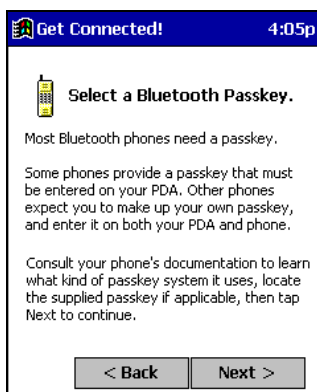 Get Connected! 4:05p
Select a Bluetooth Passkey.
Most Bluetooth phones need a passkey.
Some phones provide a passkey that must
be entered on your PDA. Other phones
expect you to make up your own passkey,
and enter it on both your PDA and phone.
Consult your phone's documentation to learn
what kind of passkey system it uses, locate
the supplied passkey if applicable, then tap
Next to continue.
< Back Next >